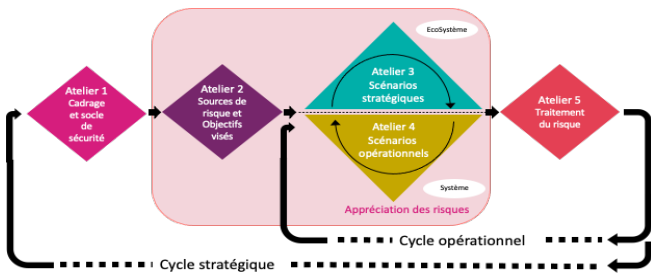 Atelier 1
Cadrage
et socle
de
sécurité
Atelier 2
Sources de
risque et
Objectifs
visés
EcoSystème
Atelier 3
Scénarios
stratégiques
Atelier 4
Scénarios
opérationnels
Système
Appréciation des risques
Atelier 5
Traitement
du risque
Cycle opérationnel
Cycle stratégique